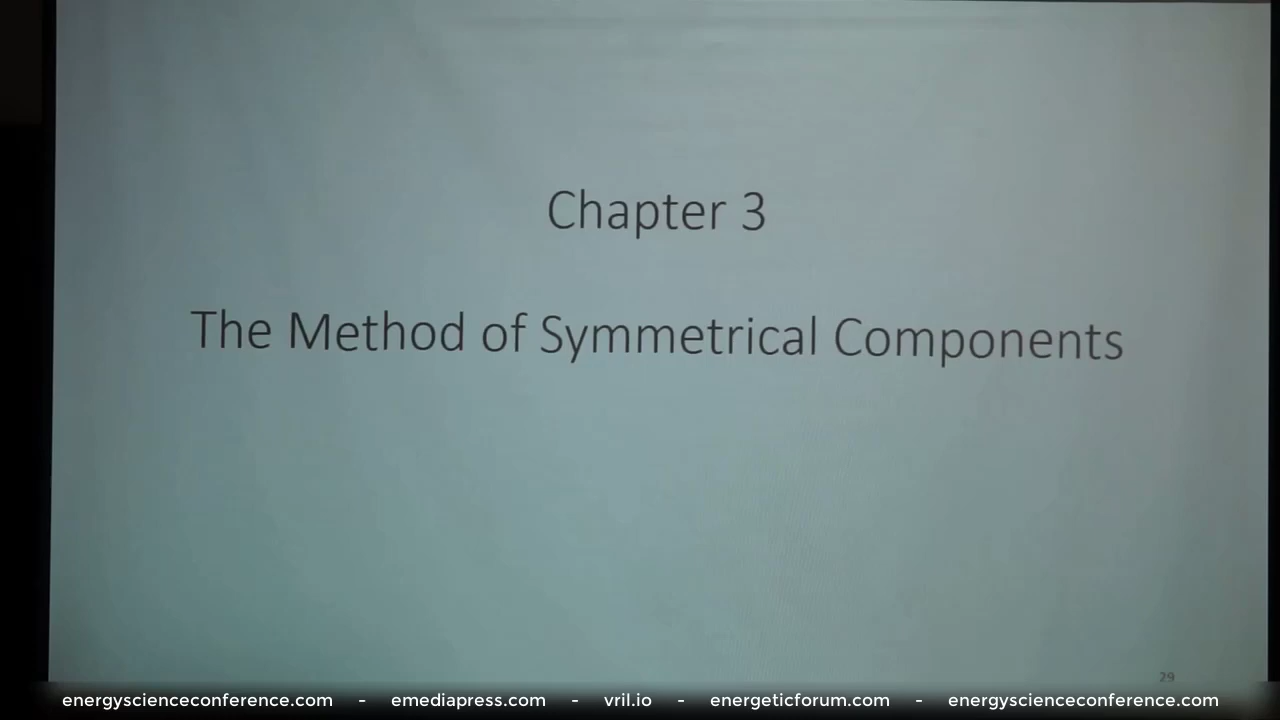 Chapter 3
The Method of Symmetrical Components
29
energyscienceconference.com - emediapress.com - vril.io - energeticforum.com - energyscienceconference.com